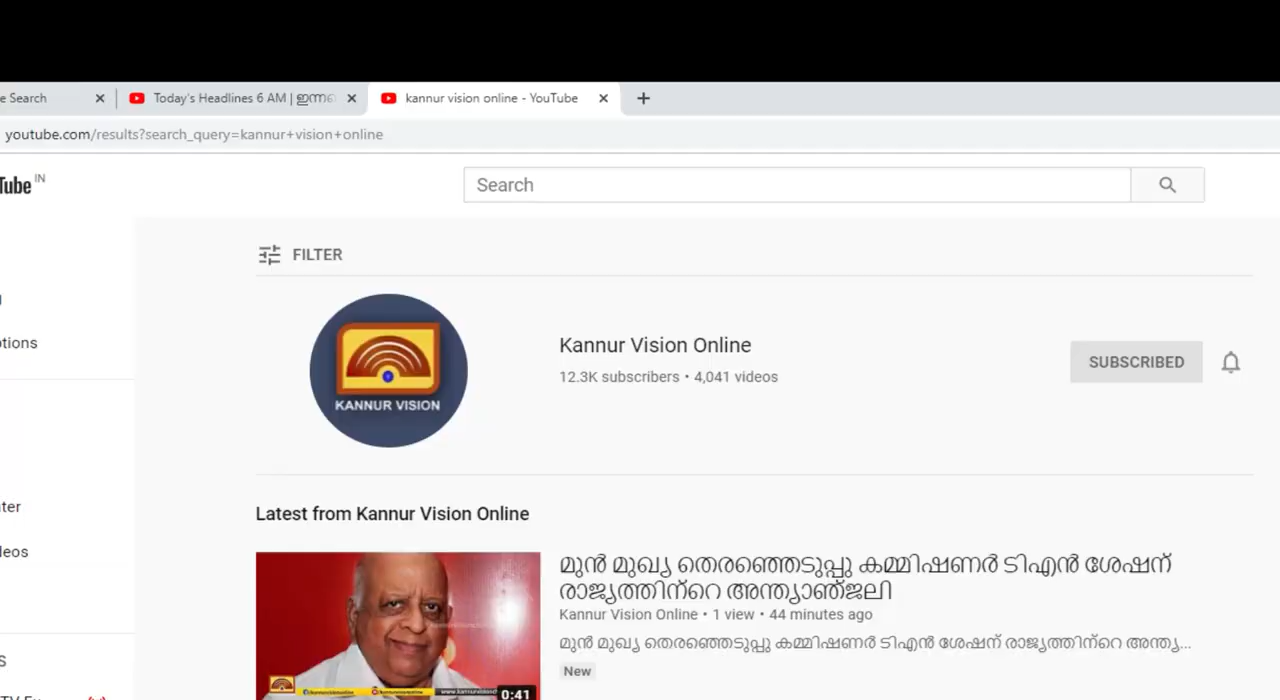 e Search
Today's Headlines 6 AM |
kannur vision online - YouTube
youtube.com/results?search_query=kannur+vision+online
Tube IN
Search
FILTER
KANNUR VISION
Kannur Vision Online
12.3K subscribers • 4,041 videos
SUBSCRIBED
otions
Latest from Kannur Vision Online
മുൻ മുഖ്യ തെരഞ്ഞെടുപ്പു കമ്മിഷണർ ടിഎൻ ശേഷന്
രാജ്യത്തിന്റെ അന്ത്യാഞ്ജലി
Kannur Vision Online • 1 view • 44 minutes ago
മുൻ മുഖ്യ തെരഞ്ഞെടുപ്പു കമ്മിഷണർ ടിഎൻ ശേഷന് രാജ്യത്തിന്റെ അന്ത്യ...
New
0:41
ter
leos
S